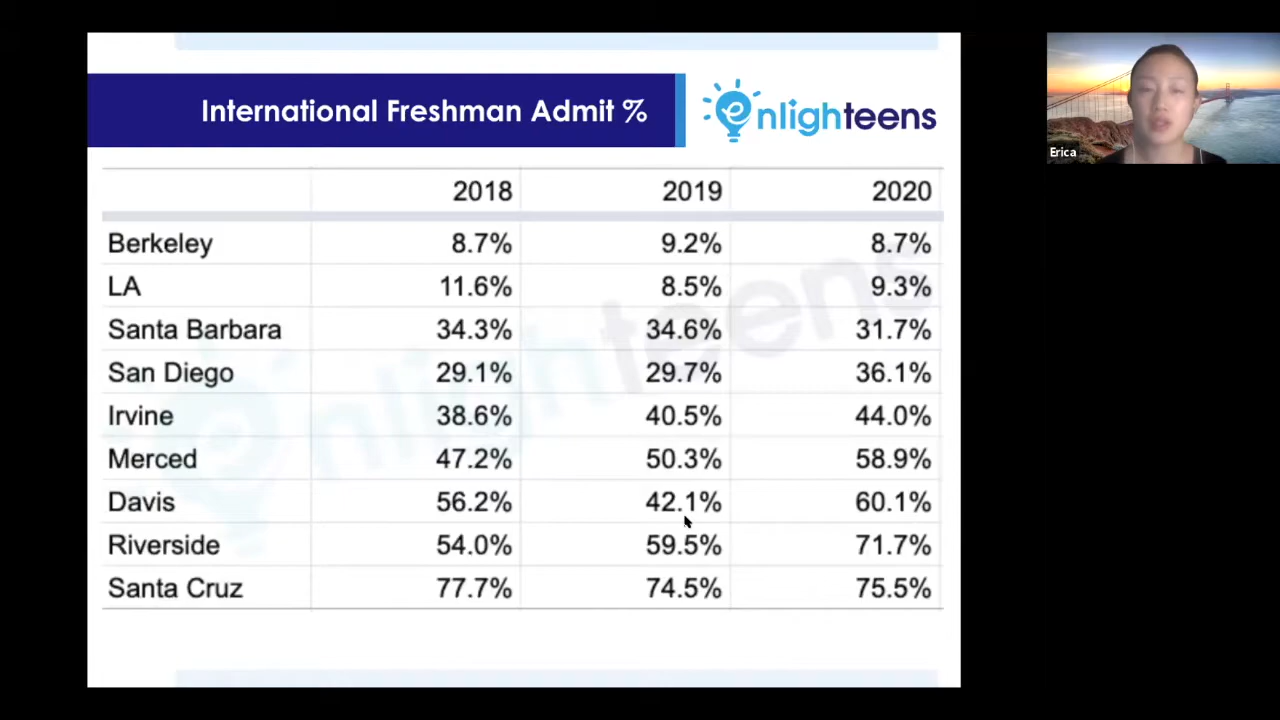 International Freshman Admit %
enlighteens
Erica
2018 2019 2020
Berkeley 8.7% 9.2% 8.7%
LA 11.6% 8.5% 9.3%
Santa Barbara 34.3% 34.6% 31.7%
San Diego 29.1% 29.7% 36.1%
Irvine 38.6% 40.5% 44.0%
Merced 47.2% 50.3% 58.9%
Davis 56.2% 42.1% 60.1%
Riverside 54.0% 59.5% 71.7%
Santa Cruz 77.7% 74.5% 75.5%
enlighteens